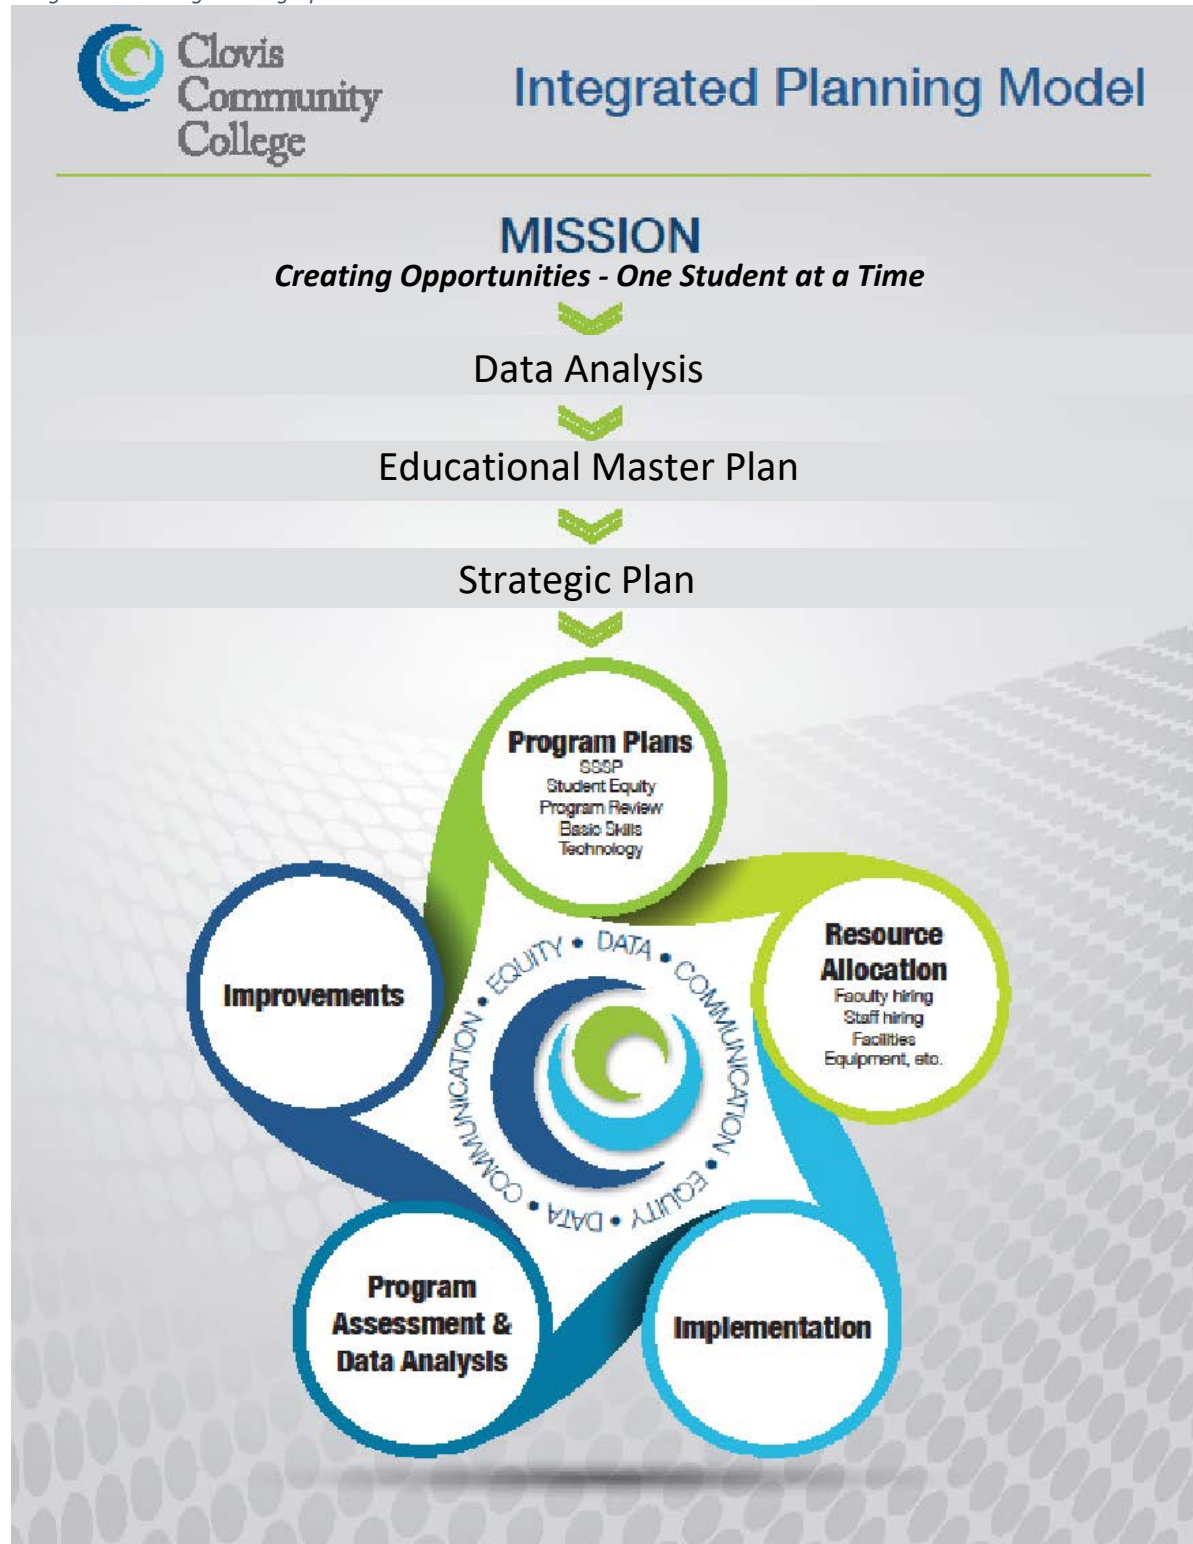 Clovis
Community
College
Integrated Planning Model
MISSION
Creating Opportunities - One Student at a Time
Data Analysis
Educational Master Plan
Strategic Plan
Program Plans
SSSP
Student Equity
Program Review
Basic Skills
Technology
Resource
Allocation
Faculty hiring
Staff hiring
Facilities
Equipment, etc.
Improvements
EQUITY • DATA • COMMUNICATION • EQUITY • DATA • COMMUNICATION •
Program
Assessment &
Data Analysis
Implementation